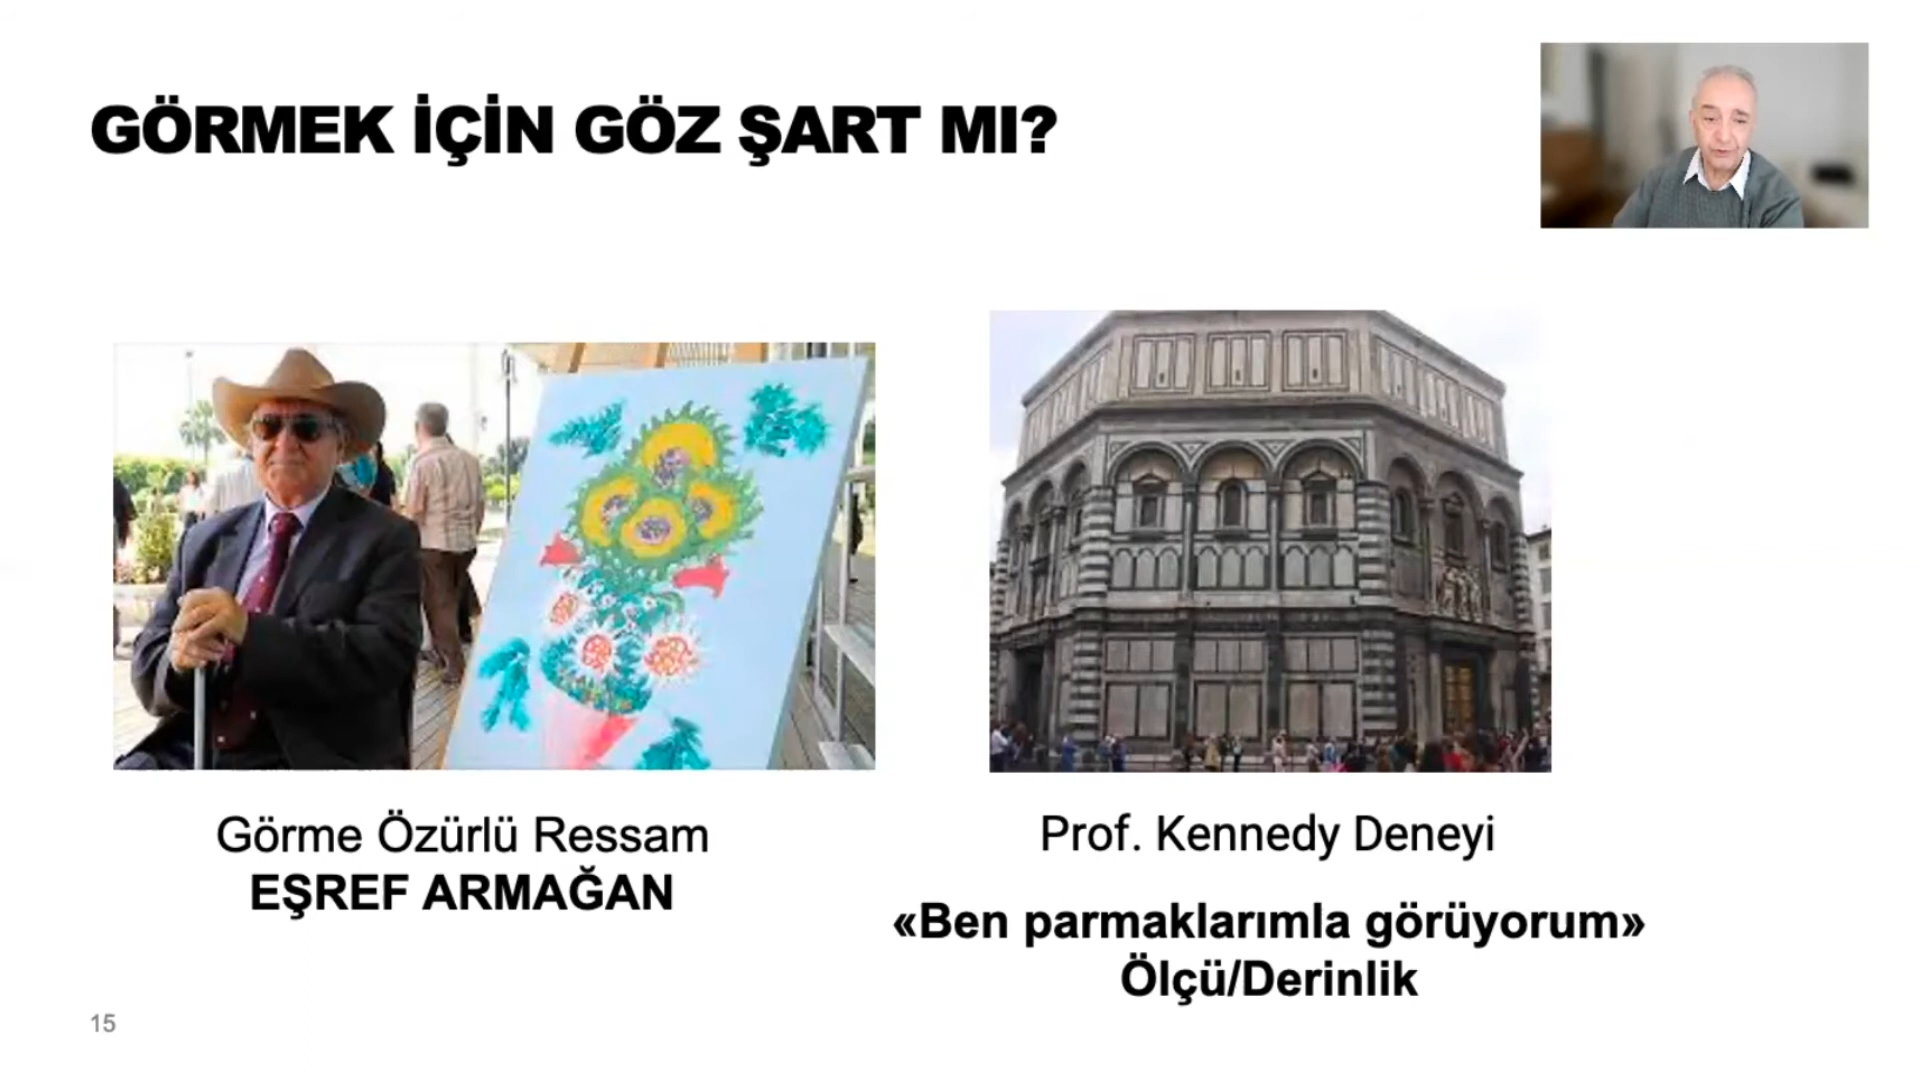 GÖRMEK İÇİN GÖZ ŞART MI?
Görme Özürlü Ressam
EŞREF ARMAĞAN
Prof. Kennedy Deneyi
«Ben parmaklarımla görüyorum»
Ölçü/Derinlik
15